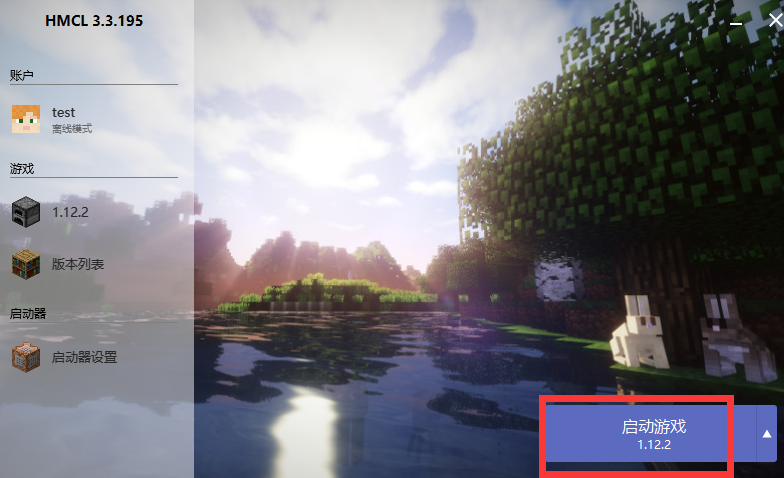 HMCL 3.3.195
账户
test
离线模式
游戏
1.12.2
版本列表
启动器
启动器设置
启动游戏
1.12.2